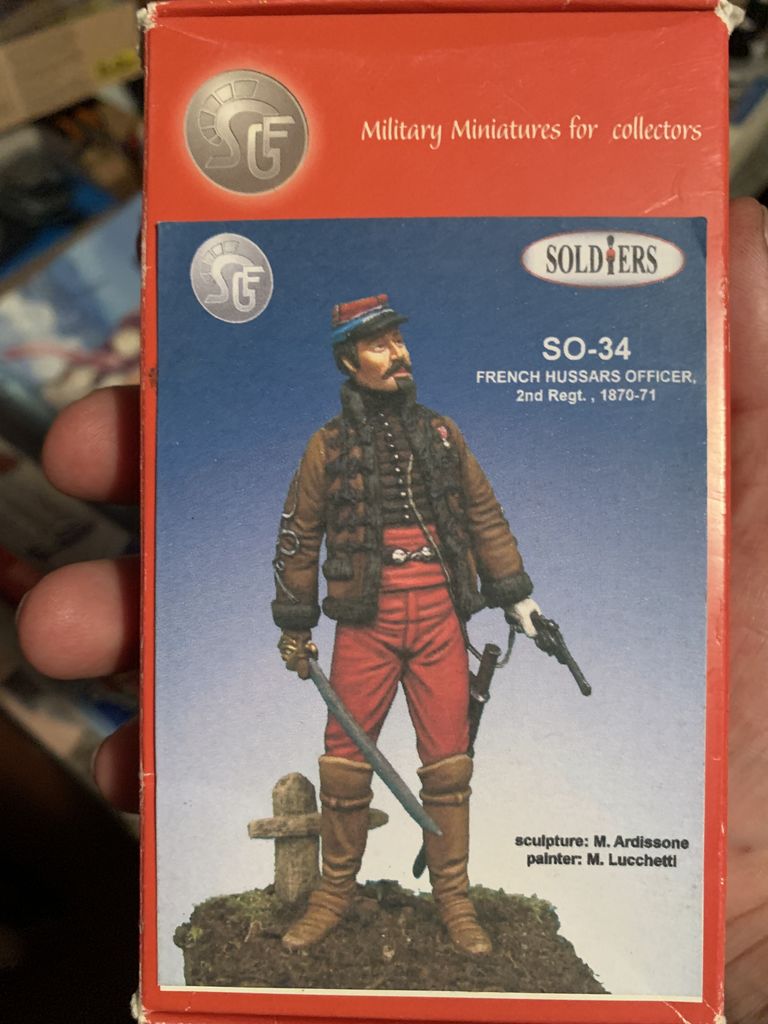 SGF
Military Miniatures for collectors
SGF
SOLDIERS
SO-34
FRENCH HUSSARS OFFICER,
2nd Regt. , 1870-71
sculpture: M. Ardissone
painter: M. Lucchetti